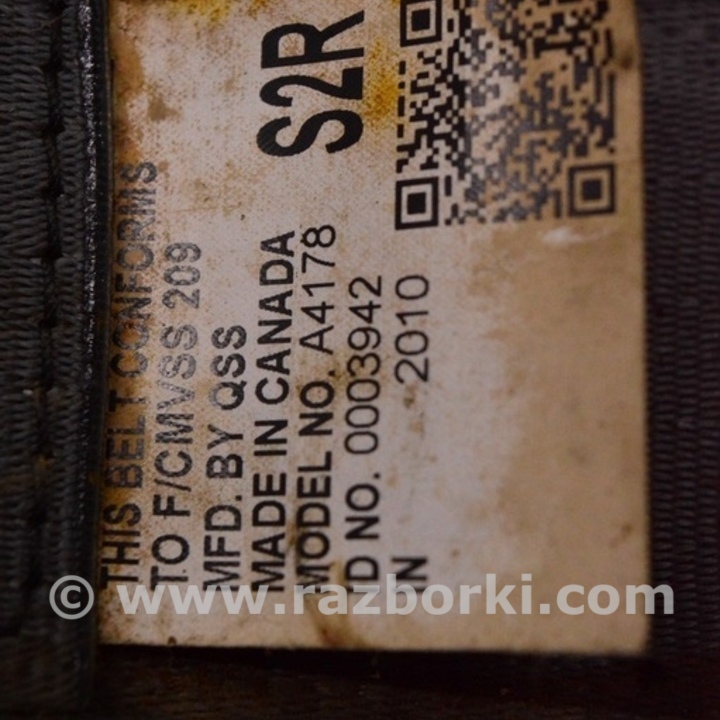 S2R
THIS BELT CONFORMS
TO F/CMVSS 209
MFD. BY QSS
MADE IN CANADA
MODEL NO. A4178
ID NO. 0003942
IN 2010
© www.razborki.com